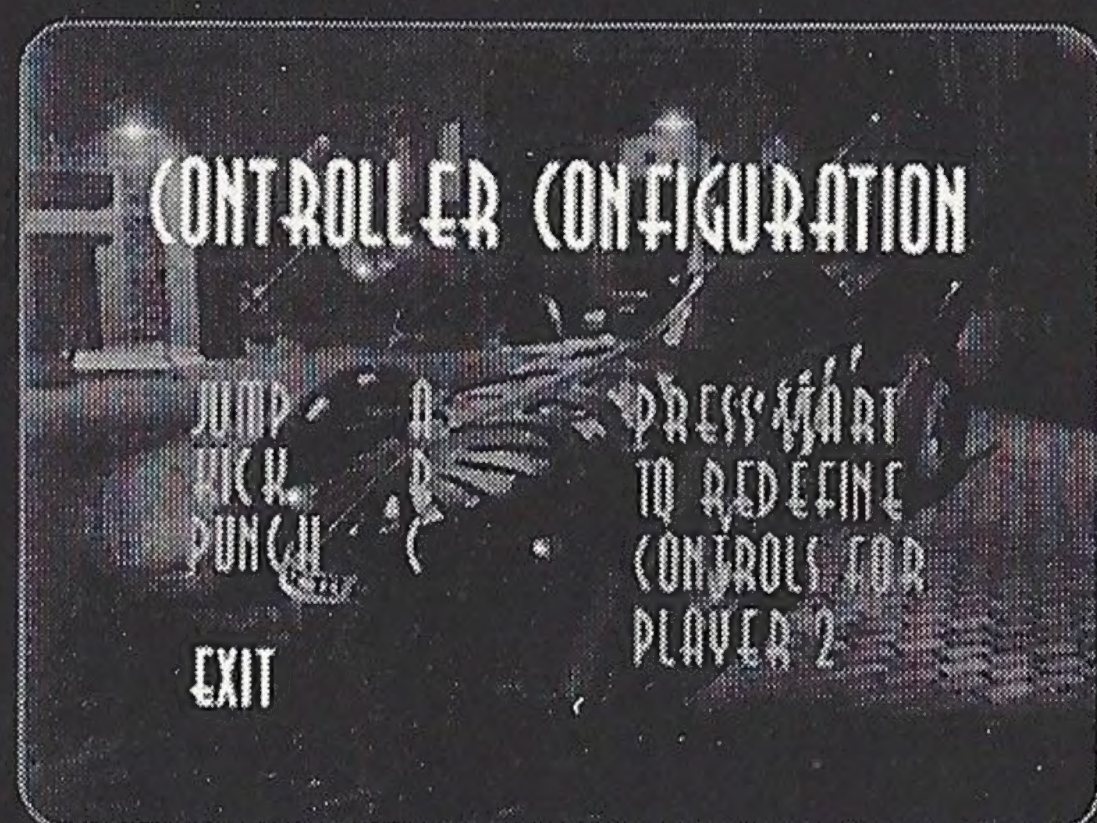 CONTROLLER CONFIGURATION
JUMP A
KICK B
PUNCH C
EXIT
PRESS START
TO REDEFINE
CONTROLS FOR
PLAYER 2